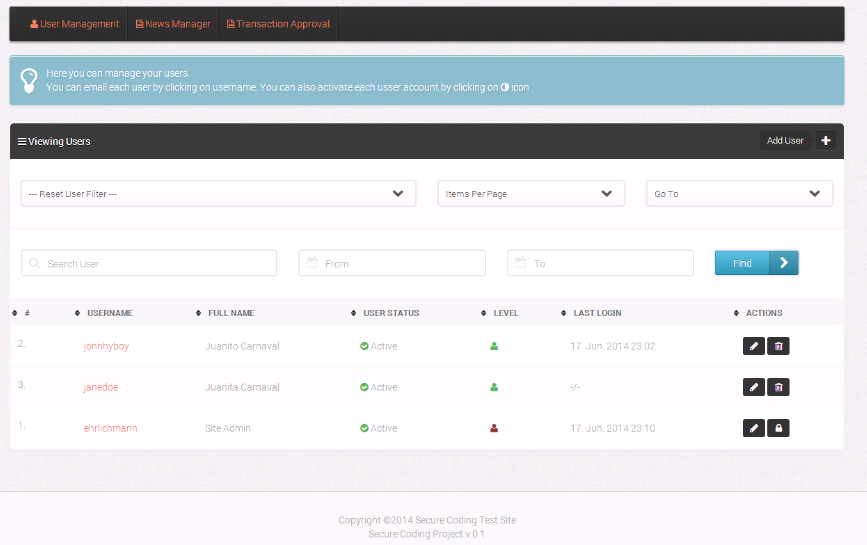 User Management News Manager Transaction Approval
Here you can manage your users.
You can email each user by clicking on username. You can also activate each usser account by clicking on icon
Viewing Users Add User
--- Reset User Filter --- Items Per Page Go To
Search User From To Find
# USERNAME FULL NAME USER STATUS LEVEL LAST LOGIN ACTIONS
2. jonnhyboy Juanito Carnaval Active 17. Jun. 2014 23:02
3. janedoe Juanita Carnaval Active -/-
1. ehrlichmann Site Admin Active 17. Jun. 2014 23:10
Copyright ©2014 Secure Coding Test Site
Secure Coding Project v 0.1